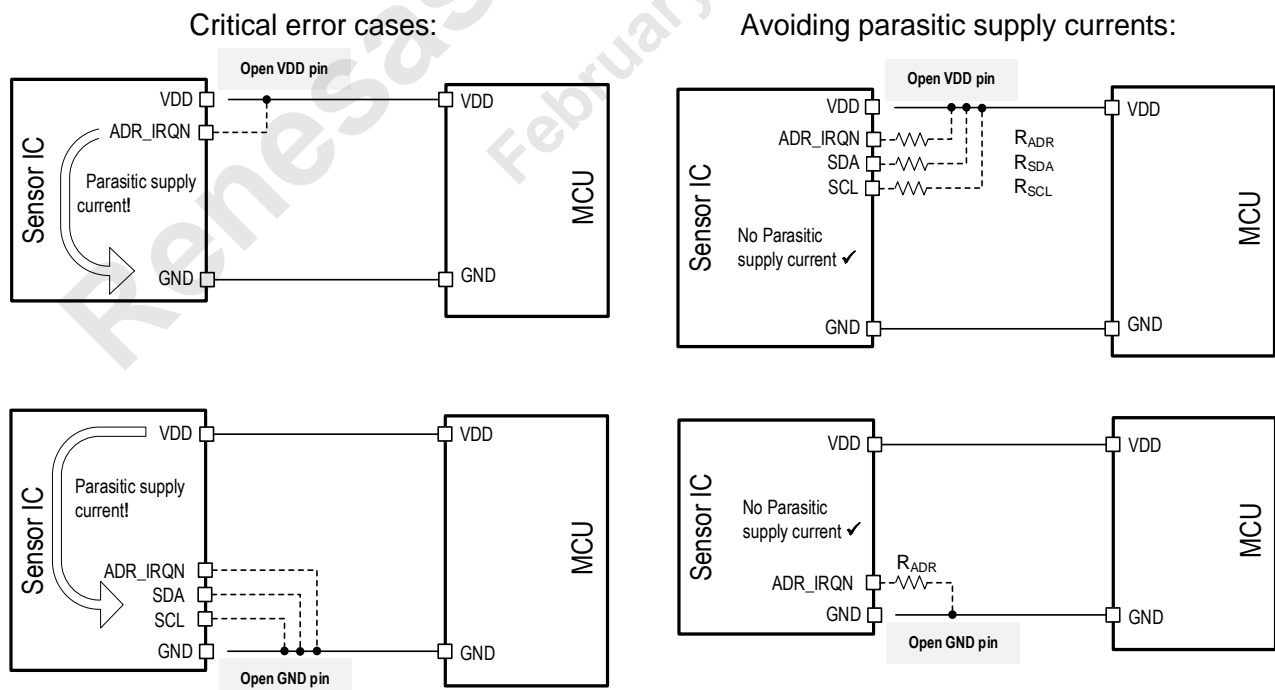 Critical error cases:
Open VDD pin
VDD
ADR_IRQN
Parasitic supply
current!
GND
Sensor IC
VDD
GND
MCU
Avoiding parasitic supply currents:
Open VDD pin
VDD
ADR_IRQN
SDA
SCL
RADR
RSDA
RSCL
No Parasitic
supply current ✓
GND
Sensor IC
VDD
GND
MCU
VDD
Parasitic supply
current!
ADR_IRQN
SDA
SCL
GND
Open GND pin
Sensor IC
VDD
GND
MCU
VDD
No Parasitic
supply current ✓
RADR
ADR_IRQN
GND
Open GND pin
Sensor IC
VDD
GND
MCU
Renesas
February